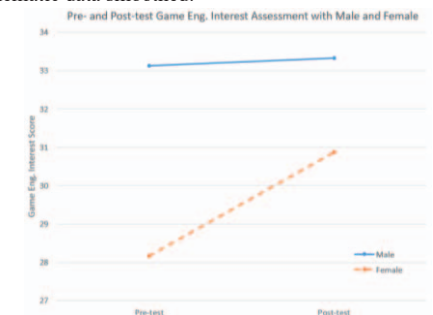 Pre- and Post-test Game Eng. Interest Assessment with Male and Female
34
33
32
31
30
29
28
27
Game Eng. Interest Score
Pre-test
Post-test
Male
Female